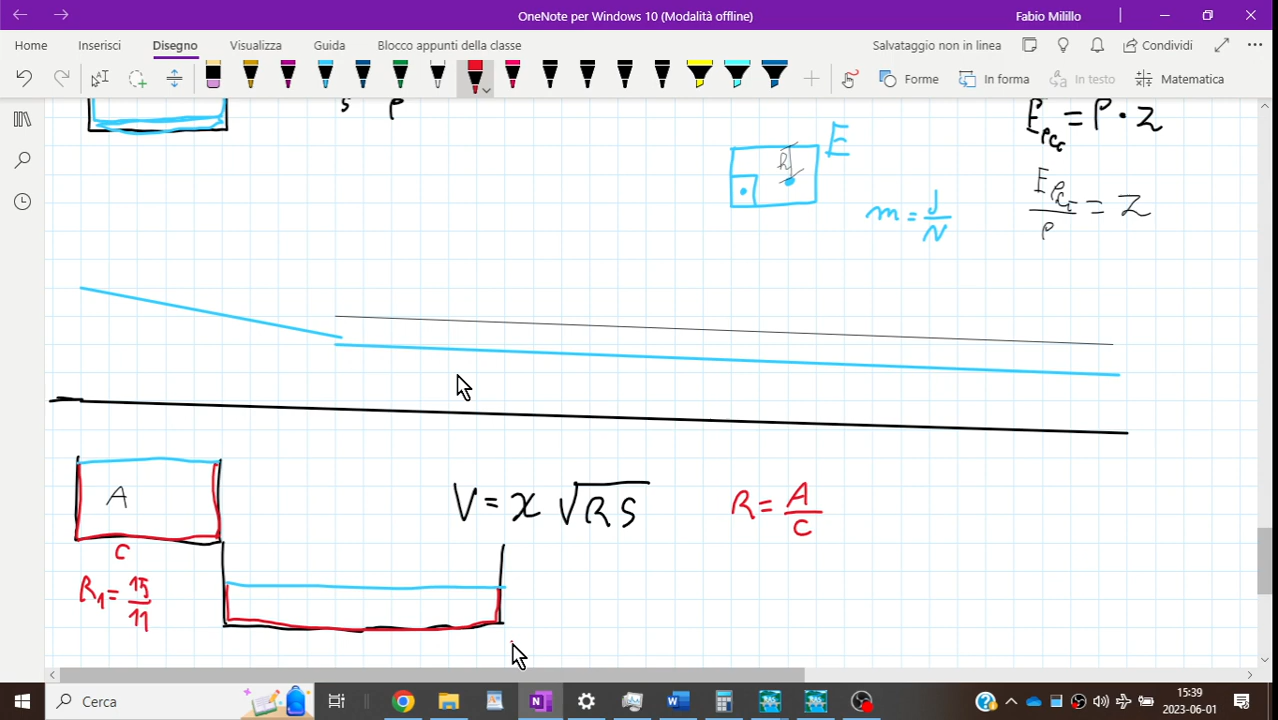 OneNote per Windows 10 (Modalità offline)
Fabio Milillo
Home Inserisci Disegno Visualizza Guida Blocco appunti della classe
Salvataggio non in linea Condividi
Forme In forma In testo Matematica
s P
E
E_PCC = P · Z
h
m = J/N
E_PCC/P = Z
A
V = χ √RS
R = A/C
C
R₁ = 15/11
Cerca
15:39
2023-06-01